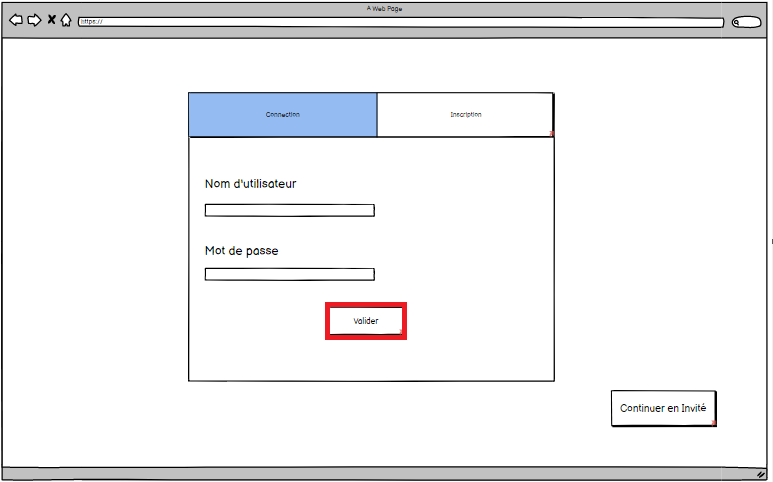 A Web Page
https://
Connection
Inscription
Nom d'utilisateur
Mot de passe
Valider
Continuer en Invité